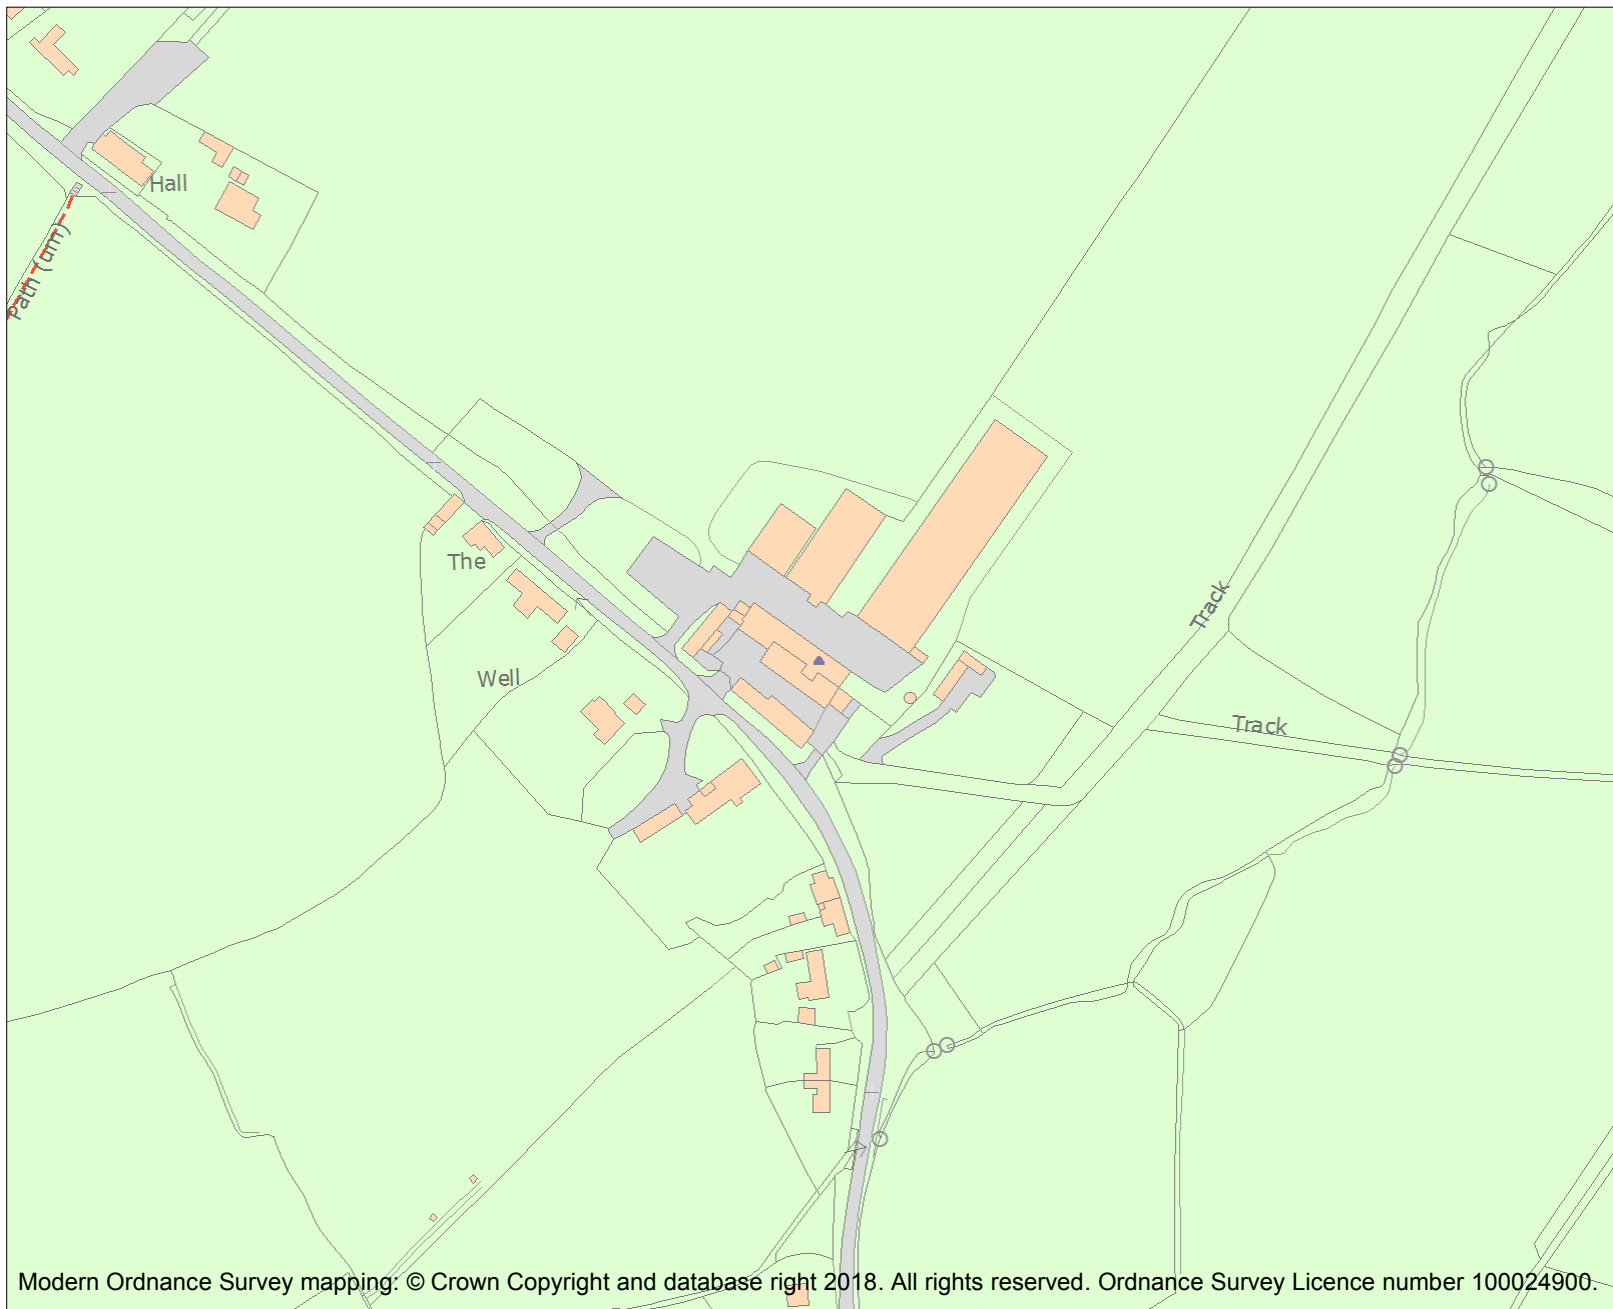 Hall
Path (um)
The
Track
Well
Track
Modern Ordnance Survey mapping: © Crown Copyright and database right 2018. All rights reserved. Ordnance Survey Licence number 100024900.